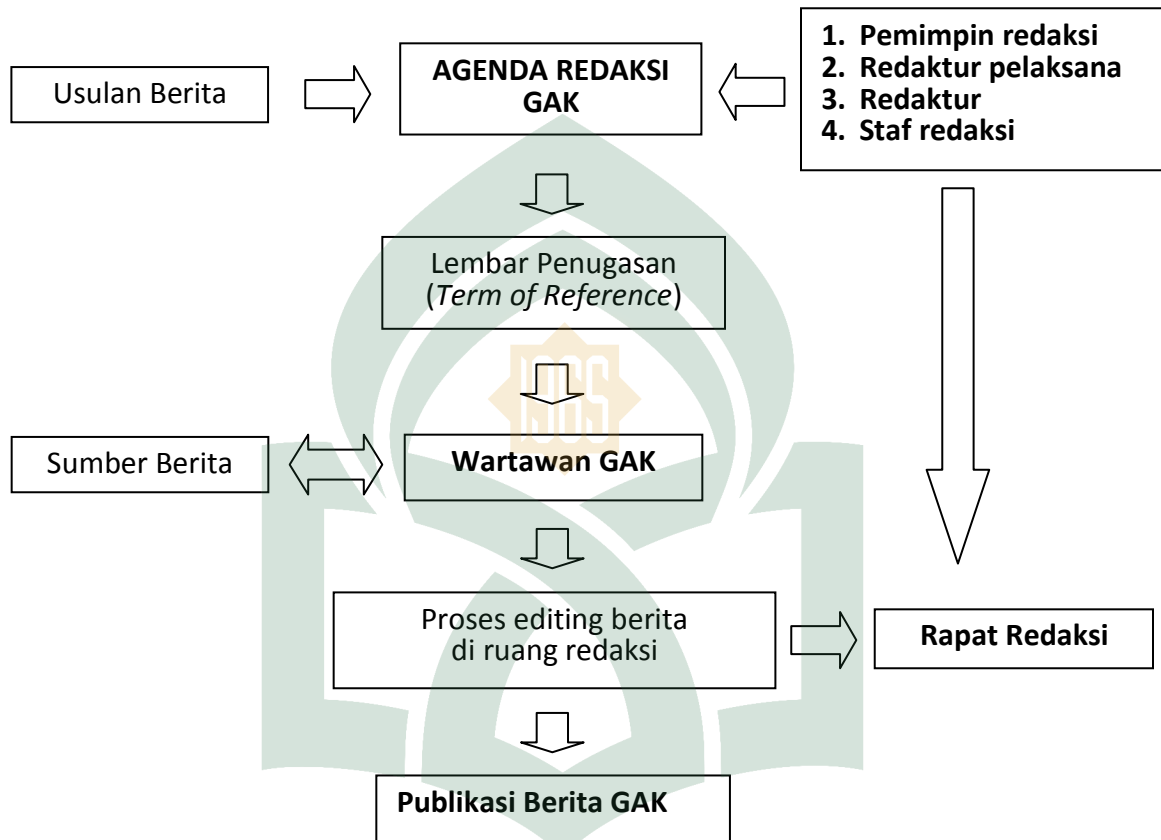 Usulan Berita
AGENDA REDAKSI
GAK
1. Pemimpin redaksi
2. Redaktur pelaksana
3. Redaktur
4. Staf redaksi
Lembar Penugasan
(Term of Reference)
Sumber Berita
Wartawan GAK
Proses editing berita
di ruang redaksi
Rapat Redaksi
Publikasi Berita GAK